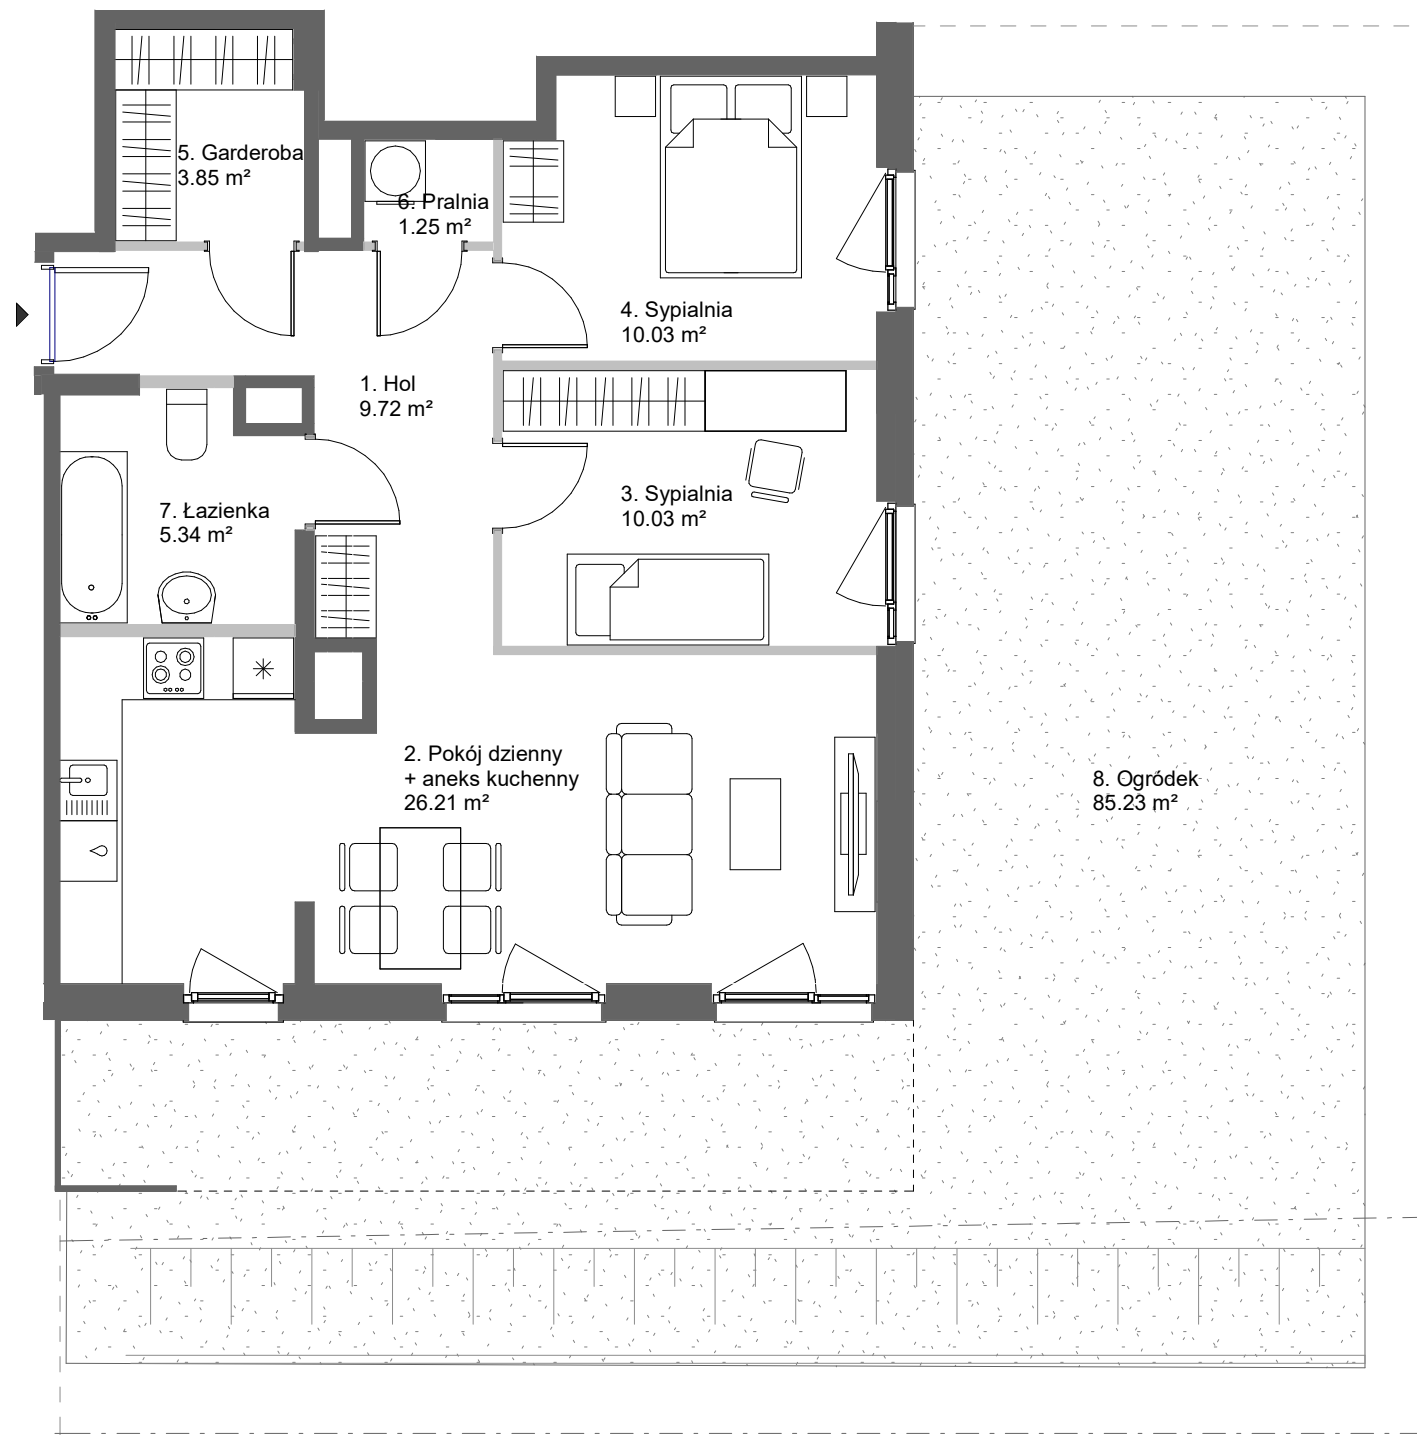 5. Garderoba
3.85 m²
6. Pralnia
1.25 m²
4. Sypialnia
10.03 m²
1. Hol
9.72 m²
3. Sypialnia
10.03 m²
7. Łazienka
5.34 m²
2. Pokój dzienny
+ aneks kuchenny
26.21 m²
8. Ogródek
85.23 m²